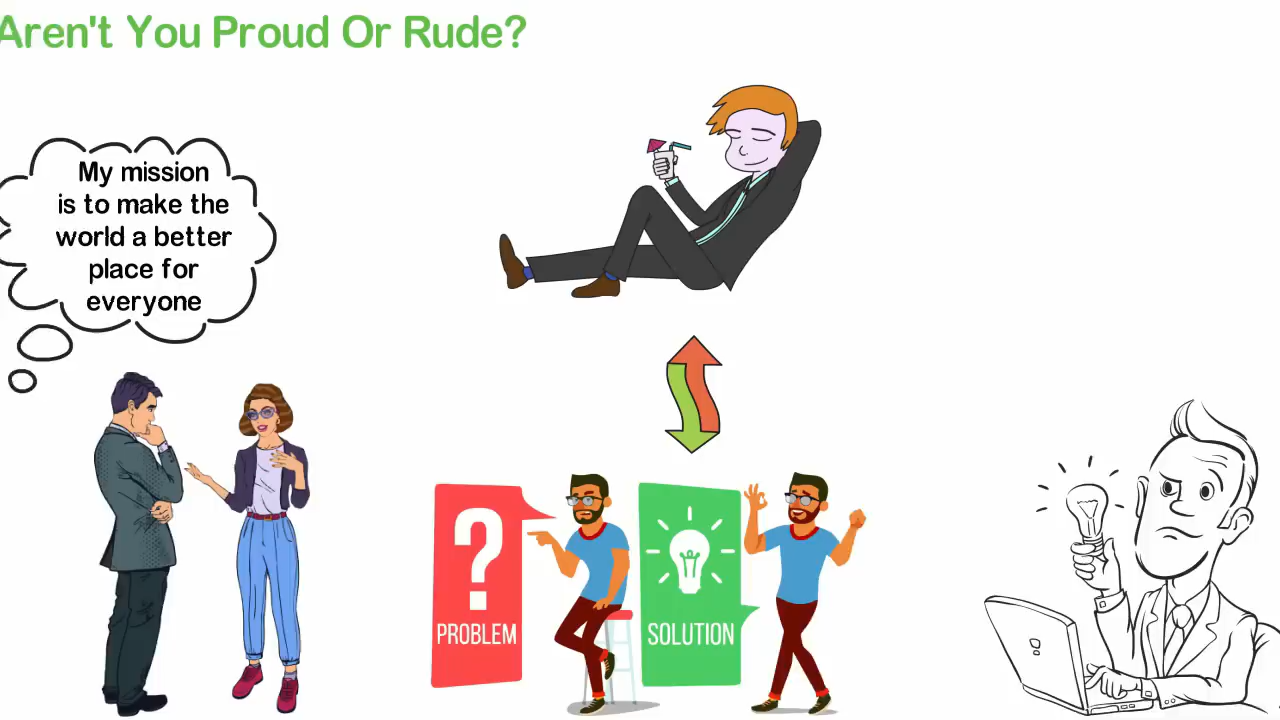 Aren't You Proud Or Rude?
My mission
is to make the
world a better
place for
everyone
?
PROBLEM
SOLUTION